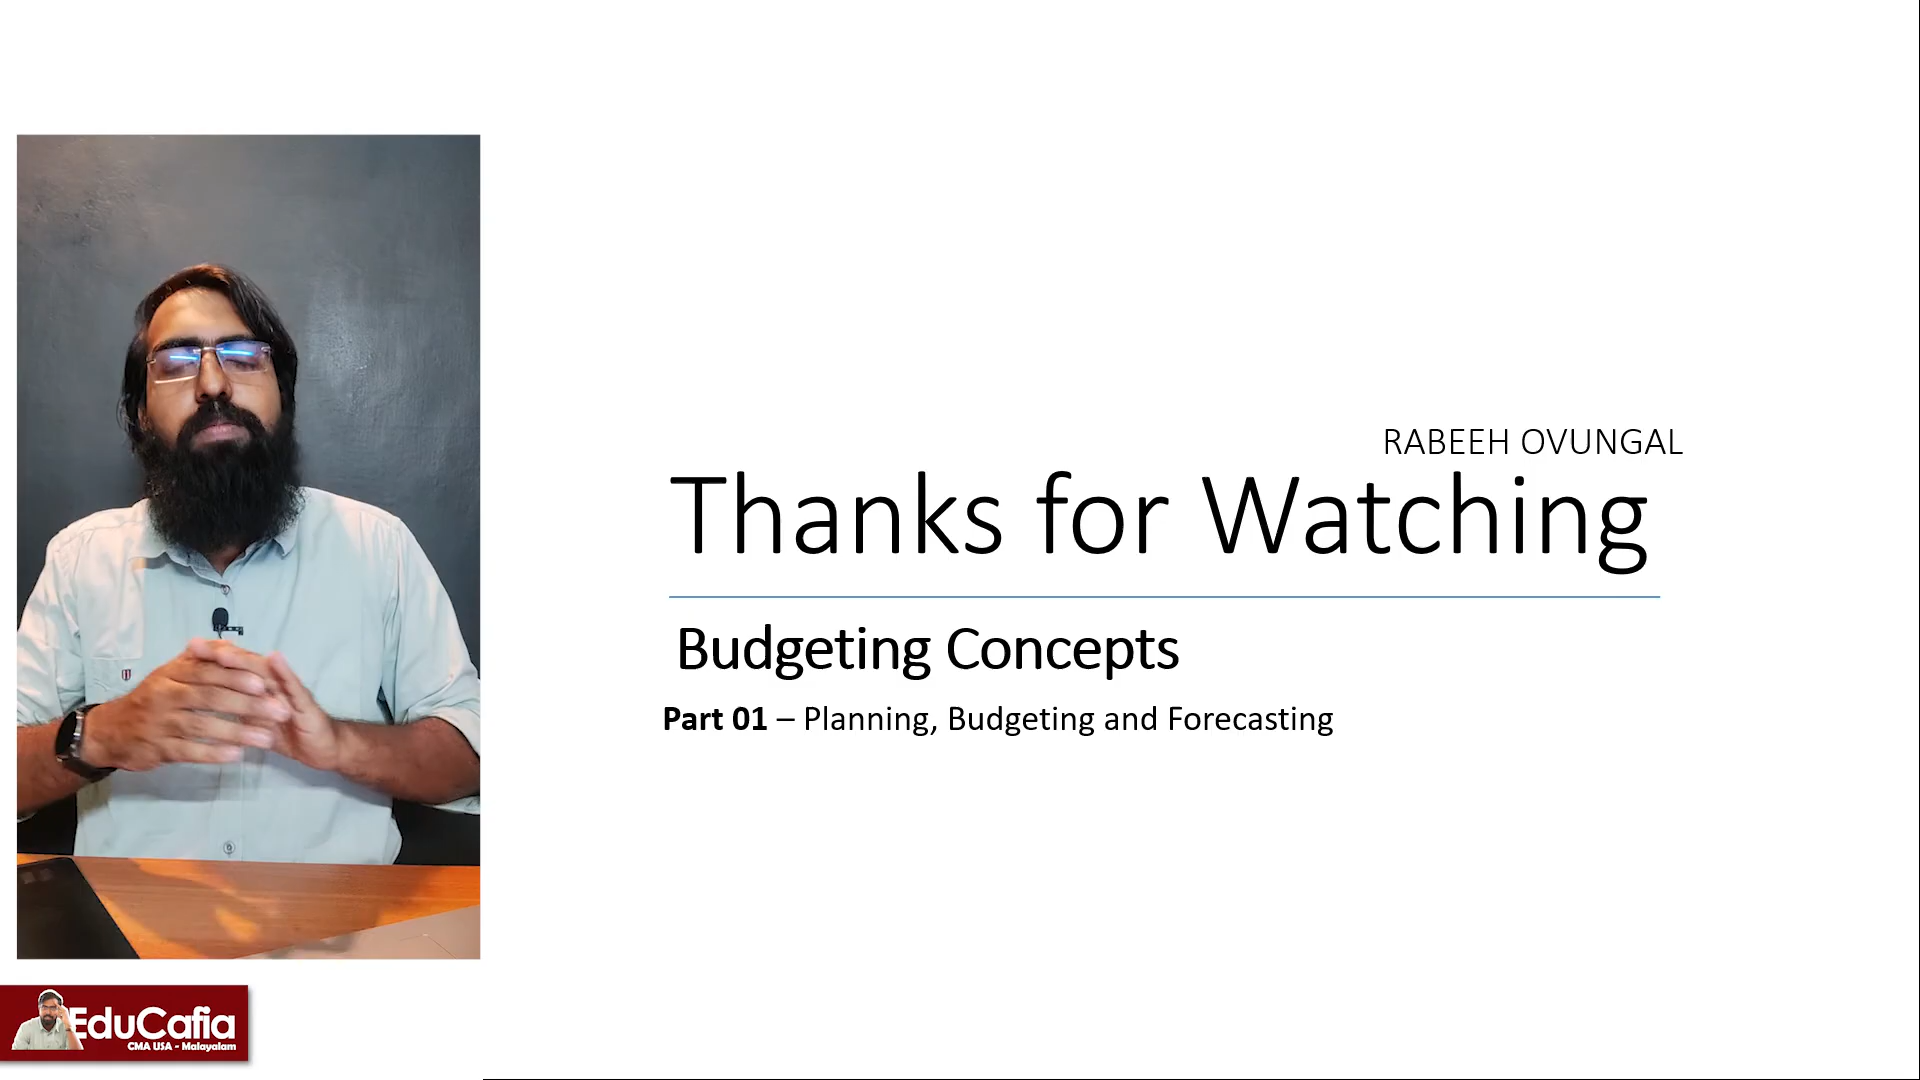 RABEEH OVUNGAL
Thanks for Watching
Budgeting Concepts
Part 01 – Planning, Budgeting and Forecasting
EduCafia
CMA USA - Malayalam